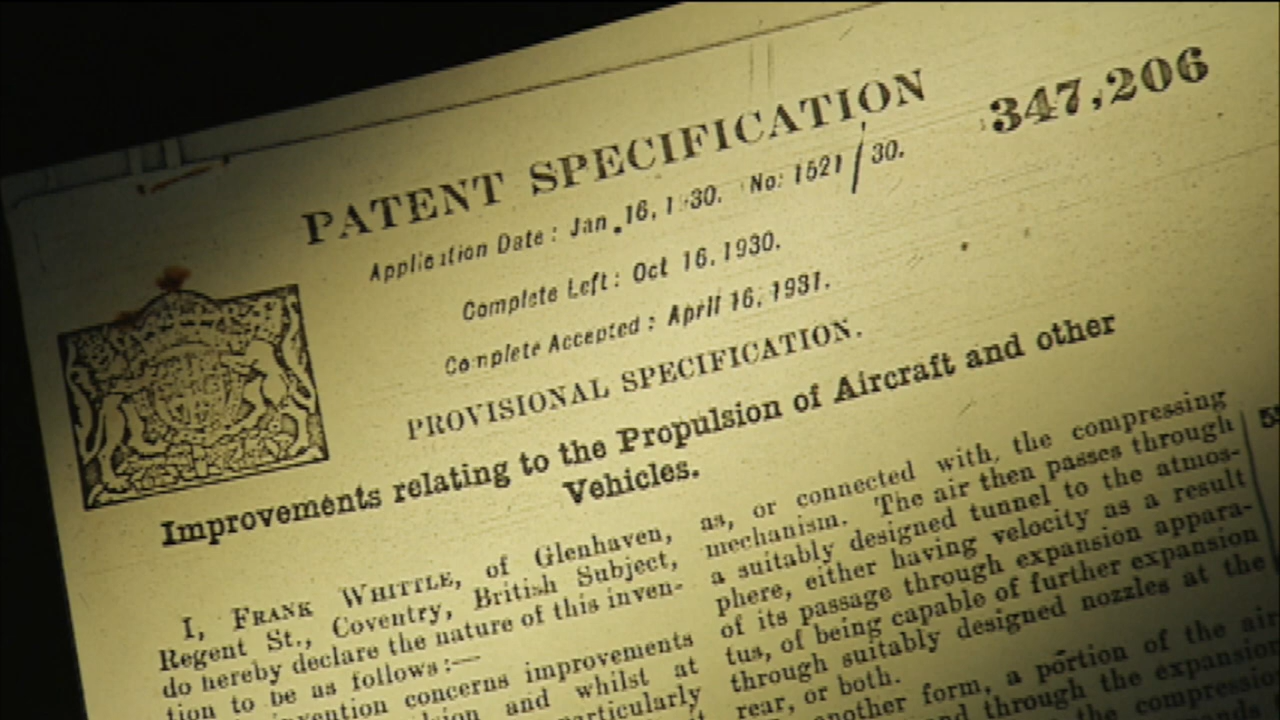 PATENT SPECIFICATION 347,206
Application Date: Jan. 16, 1930. No: 1521/30.
Complete Left: Oct 16, 1930.
Complete Accepted: April 16, 1931.
PROVISIONAL SPECIFICATION.
Improvements relating to the Propulsion of Aircraft and other
Vehicles.
I, FRANK WHITTLE, of Glenhaven,
Regent St., Coventry, British Subject,
do hereby declare the nature of this inven-
tion to be as follows:—
invention concerns improvements
and whilst at
particularly
as, or connected with, the compressing
mechanism. The air then passes through
a suitably designed tunnel to the atmos-
phere, either having velocity as a result
of its passage through expansion appara-
tus, of being capable of further expansion
through suitably designed nozzles at the
rear, or both.
another form, a portion of the air
through the expansion
the compression